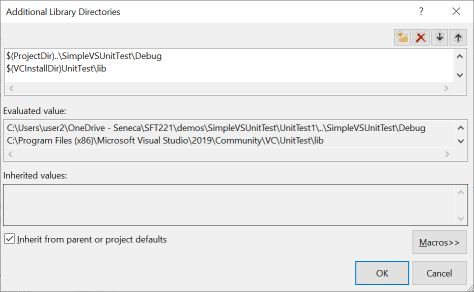 Additional Library Directories
$(ProjectDir)..\SimpleVSUnitTest\Debug
$(VCInstallDir)UnitTest\lib
Evaluated value:
C:\Users\user2\OneDrive - Seneca\SFT221\demos\SimpleVSUnitTest\UnitTest1\..\SimpleVSUnitTest\Debug
C:\Program Files (x86)\Microsoft Visual Studio\2019\Community\VC\UnitTest\lib
Inherited values:
Inherit from parent or project defaults
Macros>>
OK Cancel